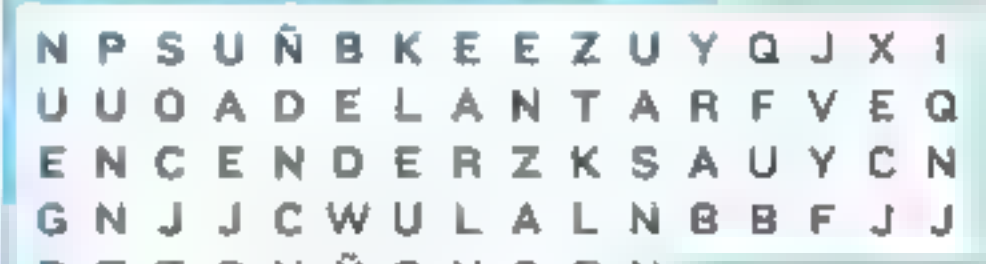 N P S U Ñ B K E E Z U Y Q J X I
U U O A D E L A N T A R F V E Q
E N C E N D E R Z K S A U Y C N
G N J J C W U L A L N B B F J J